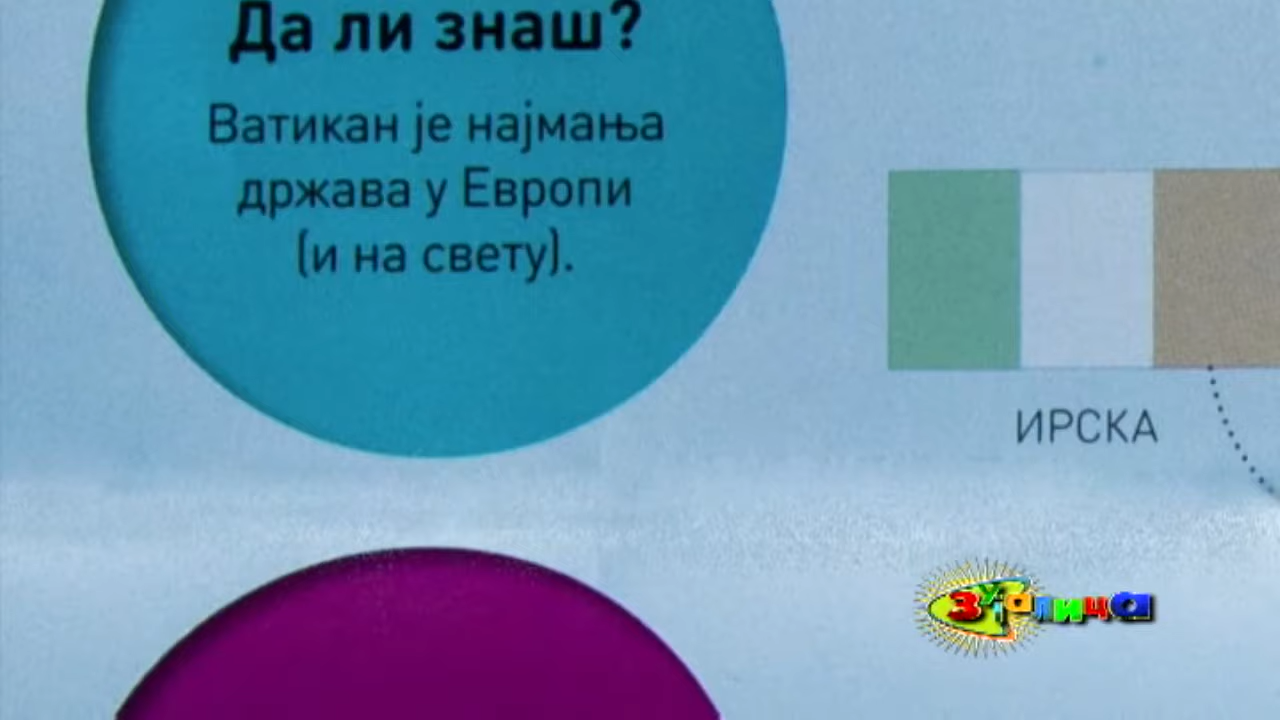 Да ли знаш?
Ватикан је најмања
држава у Европи
(и на свету).
ИРСКА